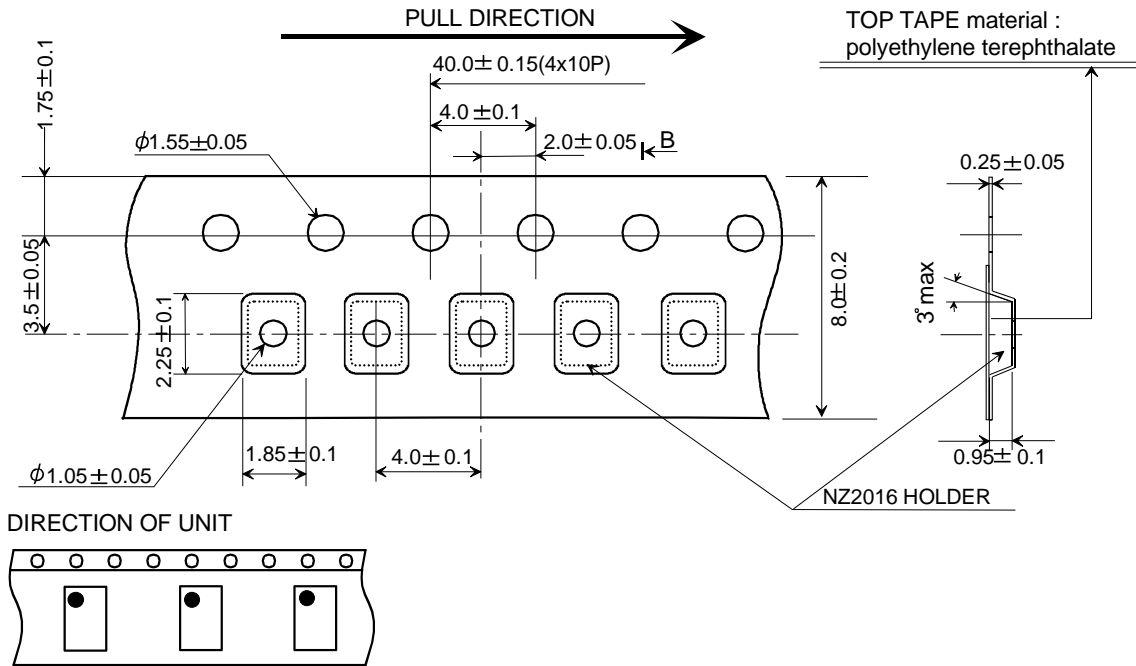 PULL DIRECTION
TOP TAPE material :
polyethylene terephthalate
40.0± 0.15(4x10P)
1.75±0.1
4.0±0.1
ϕ1.55±0.05
2.0±0.05
B
0.25±0.05
3.5±0.05
2.25±0.1
8.0±0.2
3°max
1.85±0.1
4.0±0.1
0.95± 0.1
ϕ1.05±0.05
NZ2016 HOLDER
DIRECTION OF UNIT